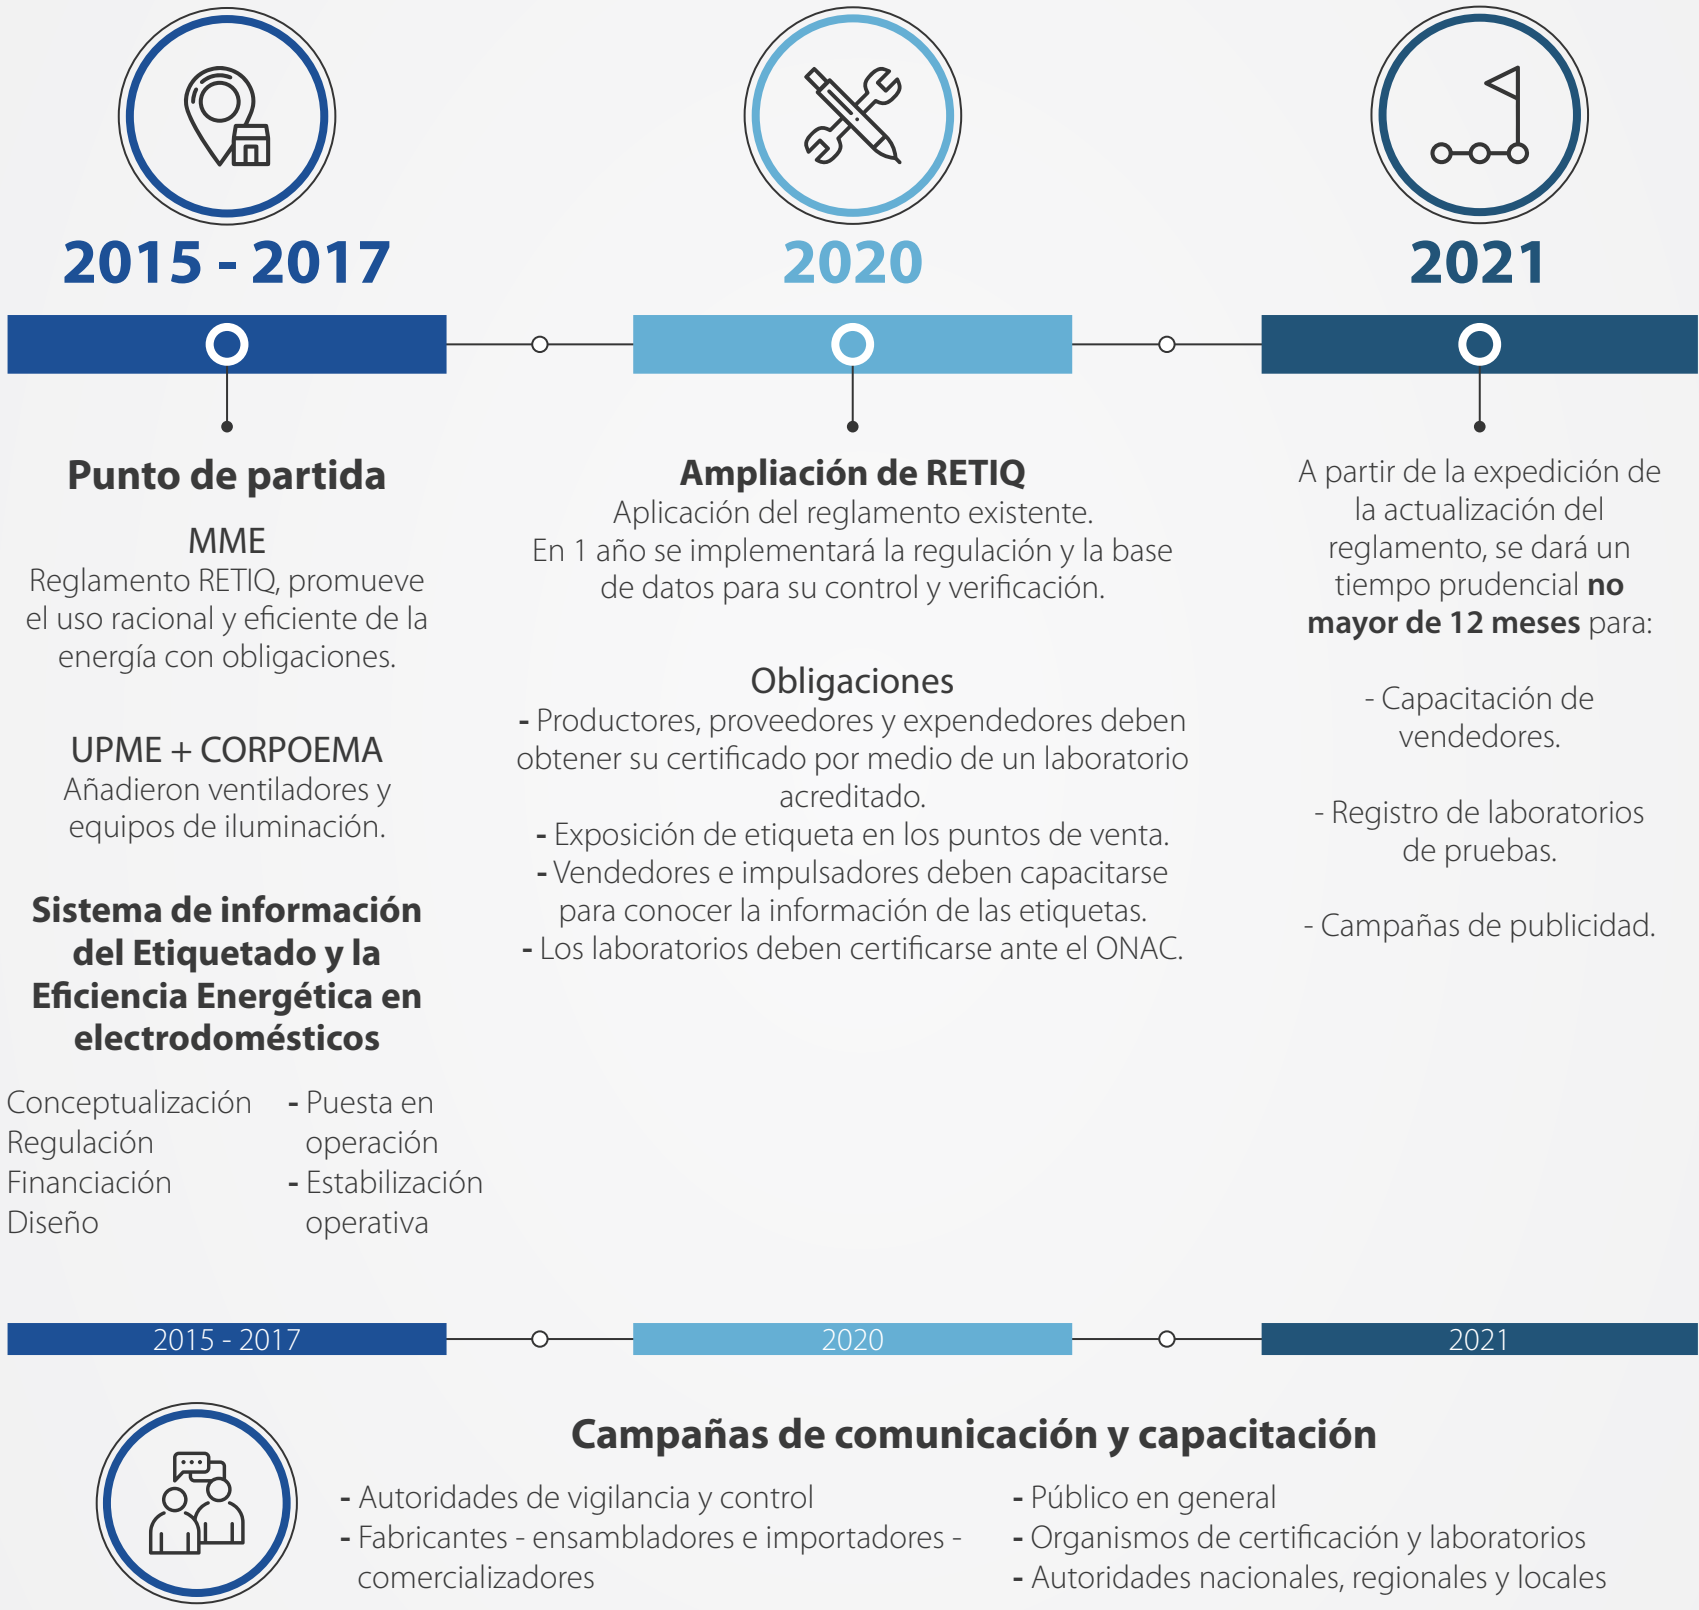 2015 - 2017
Punto de partida
MME
Reglamento RETIQ, promueve
el uso racional y eficiente de la
energía con obligaciones.
UPME + CORPOEMA
Añadieron ventiladores y
equipos de iluminación.
Sistema de información
del Etiquetado y la
Eficiencia Energética en
electrodomésticos
Conceptualización
Regulación
Financiación
Diseño
- Puesta en
operación
- Estabilización
operativa
2020
Ampliación de RETIQ
Aplicación del reglamento existente.
En 1 año se implementará la regulación y la base
de datos para su control y verificación.
Obligaciones
- Productores, proveedores y expendedores deben
obtener su certificado por medio de un laboratorio
acreditado.
- Exposición de etiqueta en los puntos de venta.
- Vendedores e impulsadores deben capacitarse
para conocer la información de las etiquetas.
- Los laboratorios deben certificarse ante el ONAC.
2021
A partir de la expedición de
la actualización del
reglamento, se dará un
tiempo prudencial no
mayor de 12 meses para:
- Capacitación de
vendedores.
- Registro de laboratorios
de pruebas.
- Campañas de publicidad.
2015 - 2017
2020
2021
Campañas de comunicación y capacitación
- Autoridades de vigilancia y control
- Fabricantes - ensambladores e importadores -
comercializadores
- Público en general
- Organismos de certificación y laboratorios
- Autoridades nacionales, regionales y locales